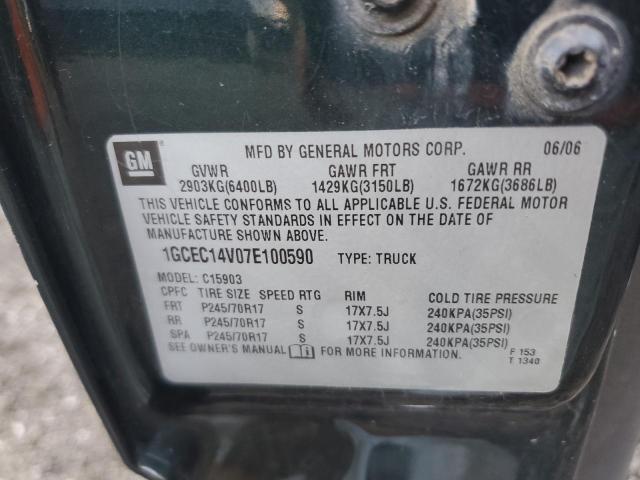 GM
MFD BY GENERAL MOTORS CORP. 06/06
GVWR GAWR FRT GAWR RR
2903KG(6400LB) 1429KG(3150LB) 1672KG(3686LB)
THIS VEHICLE CONFORMS TO ALL APPLICABLE U.S. FEDERAL MOTOR
VEHICLE SAFETY STANDARDS IN EFFECT ON THE DATE OF
MANUFACTURE SHOWN ABOVE.
1GCEC14V07E100590 TYPE: TRUCK
MODEL: C15903
CPFC TIRE SIZE SPEED RTG RIM COLD TIRE PRESSURE
FRT P245/70R17 S 17X7.5J 240KPA(35PSI)
RR P245/70R17 S 17X7.5J 240KPA(35PSI)
SPA P245/70R17 S 17X7.5J 240KPA(35PSI)
SEE OWNER'S MANUAL FOR MORE INFORMATION.
F 153
T 1340